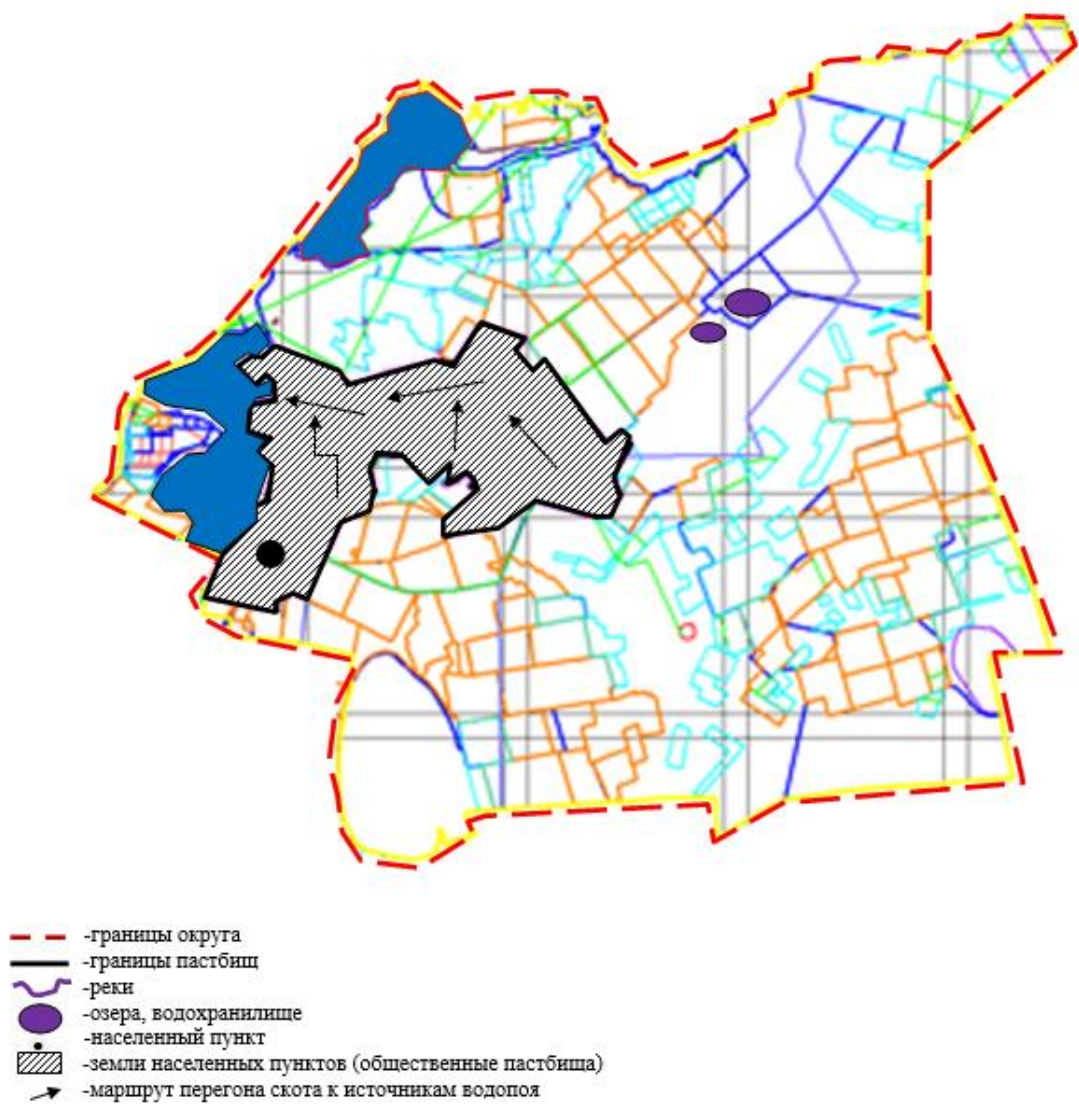 -границы округа
-границы пастбищ
-реки
-озера, водохранилище
-населенный пункт
-земли населенных пунктов (общественные пастбища)
-маршрут перегона скота к источникам водопоя